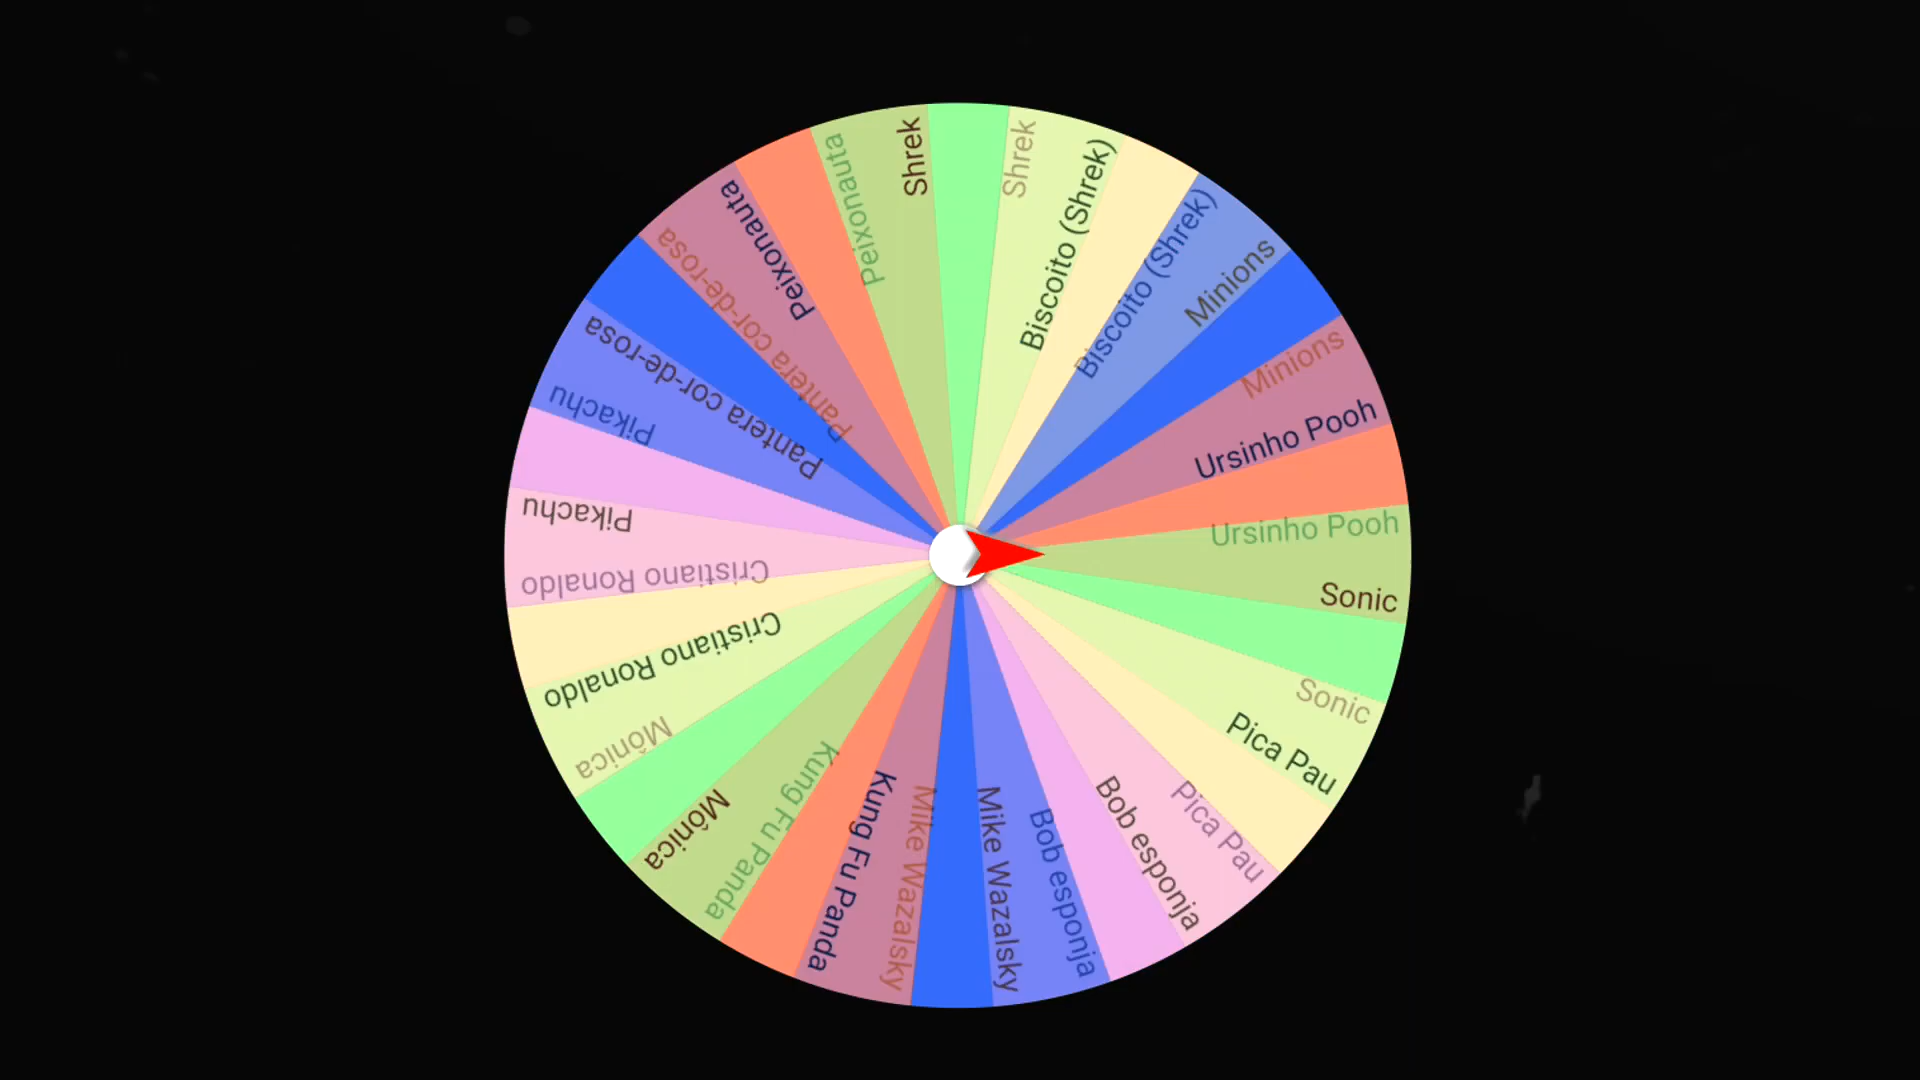 Shrek
Shrek
Biscoito (Shrek)
Biscoito (Shrek)
Minions
Minions
Ursinho Pooh
Ursinho Pooh
Sonic
Sonic
Pica Pau
Pica Pau
Bob esponja
Bob esponja
Mike Wazalsky
Mike Wazalsky
Kung Fu Panda
Kung Fu Panda
Mônica
Mônica
Cristiano Ronaldo
Cristiano Ronaldo
Pikachu
Pikachu
Pantera cor-de-rosa
Pantera cor-de-rosa
Peixonauta
Peixonauta